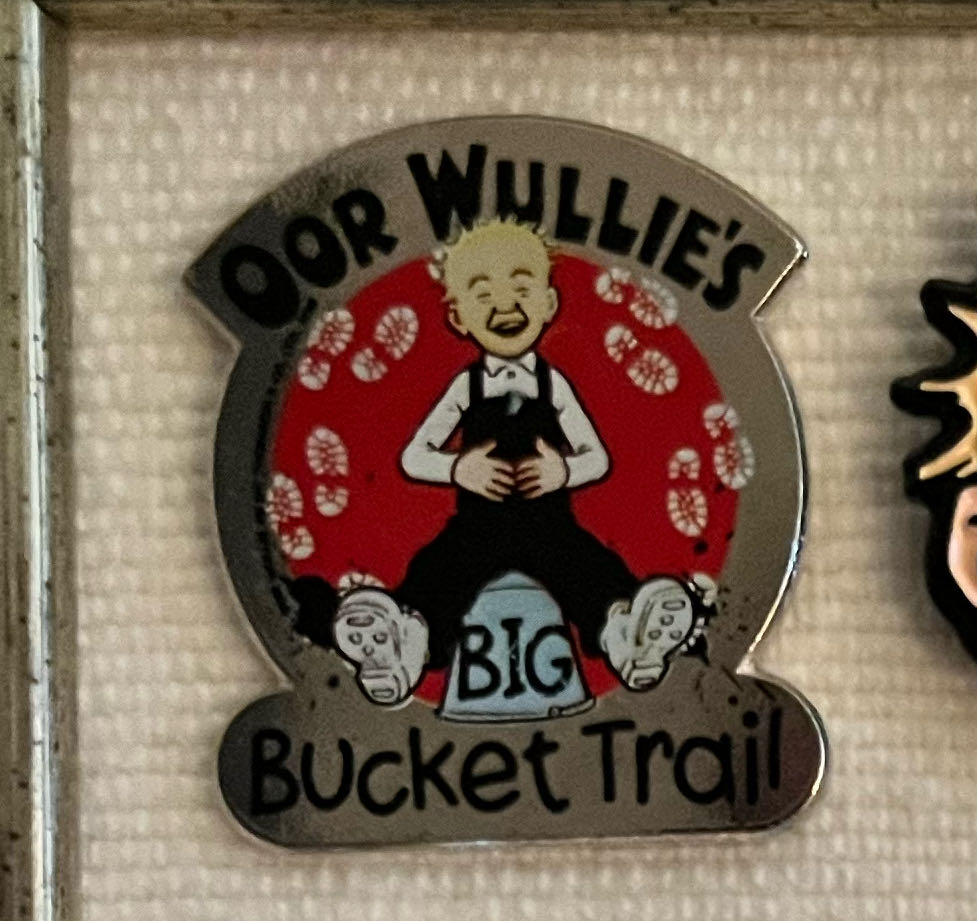 OOR WULLIE'S
BIG
Bucket Trail